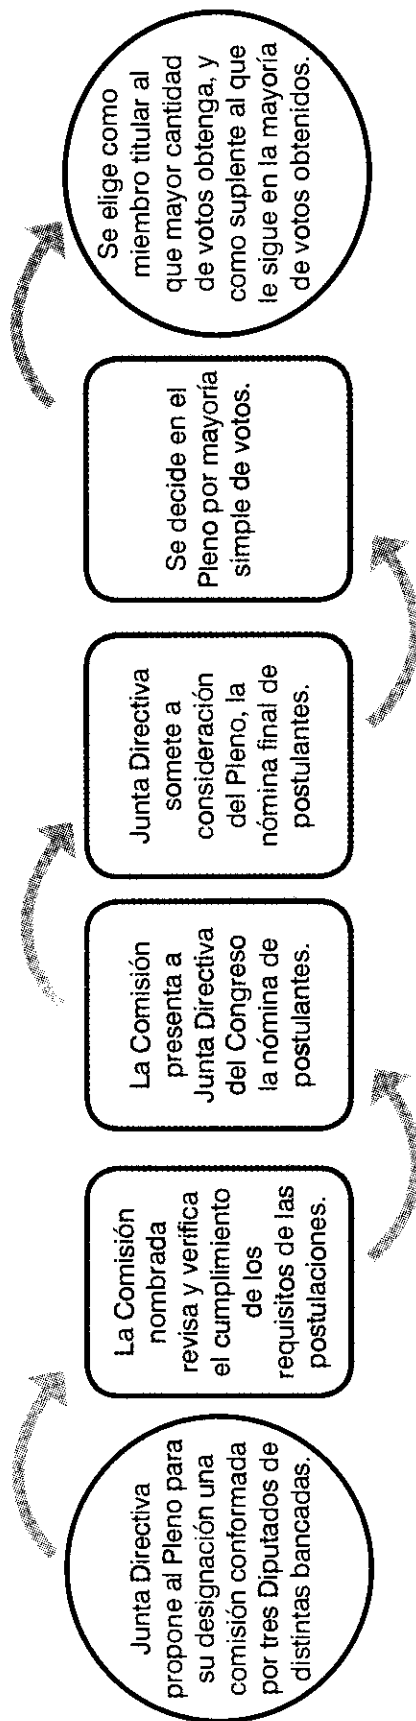 Junta Directiva
propone al Pleno para
su designación una
comisión conformada
por tres Diputados de
distintas bancadas.
La Comisión
nombrada
revisa y verifica
el cumplimiento
de los
requisitos de las
postulaciones.
La Comisión
presenta a
Junta Directiva
del Congreso
la nómina de
postulantes.
Junta Directiva
somete a
consideración
del Pleno, la
nómina final de
postulantes.
Se decide en el
Pleno por mayoría
simple de votos.
Se elige como
miembro titular al
que mayor cantidad
de votos obtenga, y
como suplente al que
le sigue en la mayoría
de votos obtenidos.